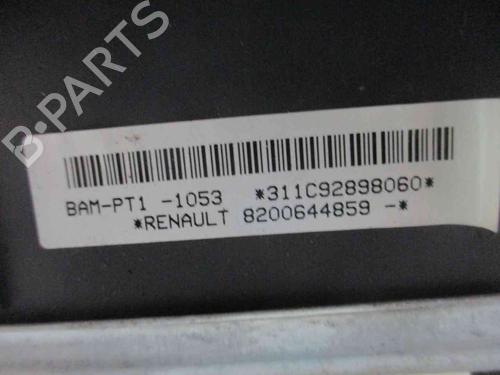 B-PARTS
BAM-PT1 -1053 *311C92898060*
*RENAULT 8200644859 -*